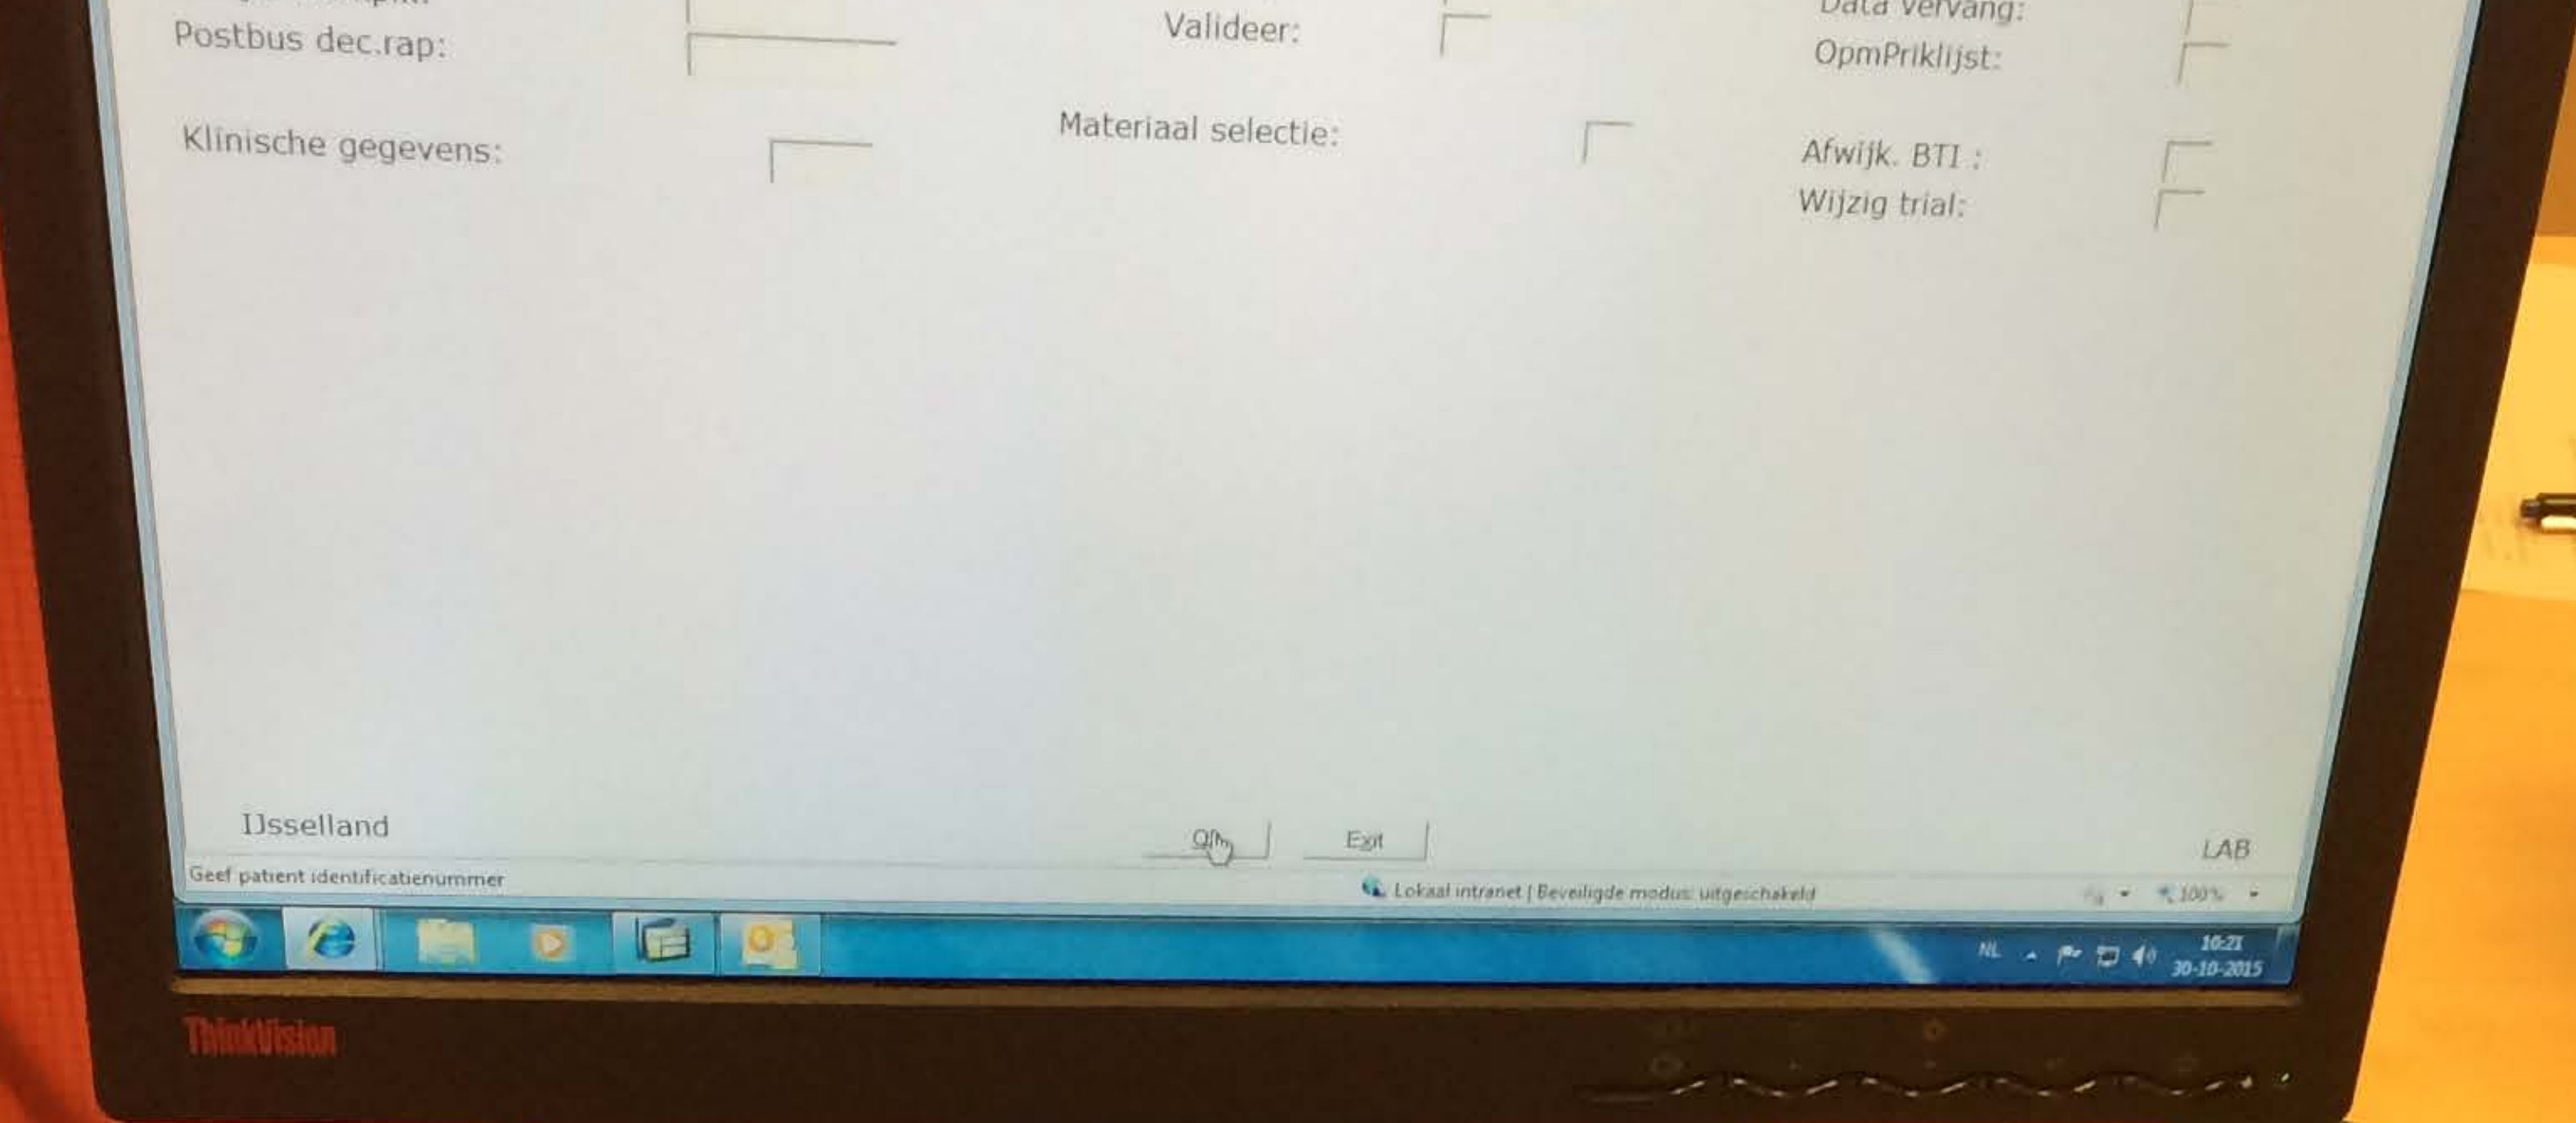 Data vervang:
Postbus dec.rap:
Valideer:
OpmPriklijst:
Klinische gegevens:
Materiaal selectie:
Afwijk. BTI :
Wijzig trial:
IJsselland
Exit
LAB
Geef patient identificatienummer
Lokaal intranet | Beveiligde modus: uitgeschakeld
100%
NL
10:21
30-10-2015
ThinkVision